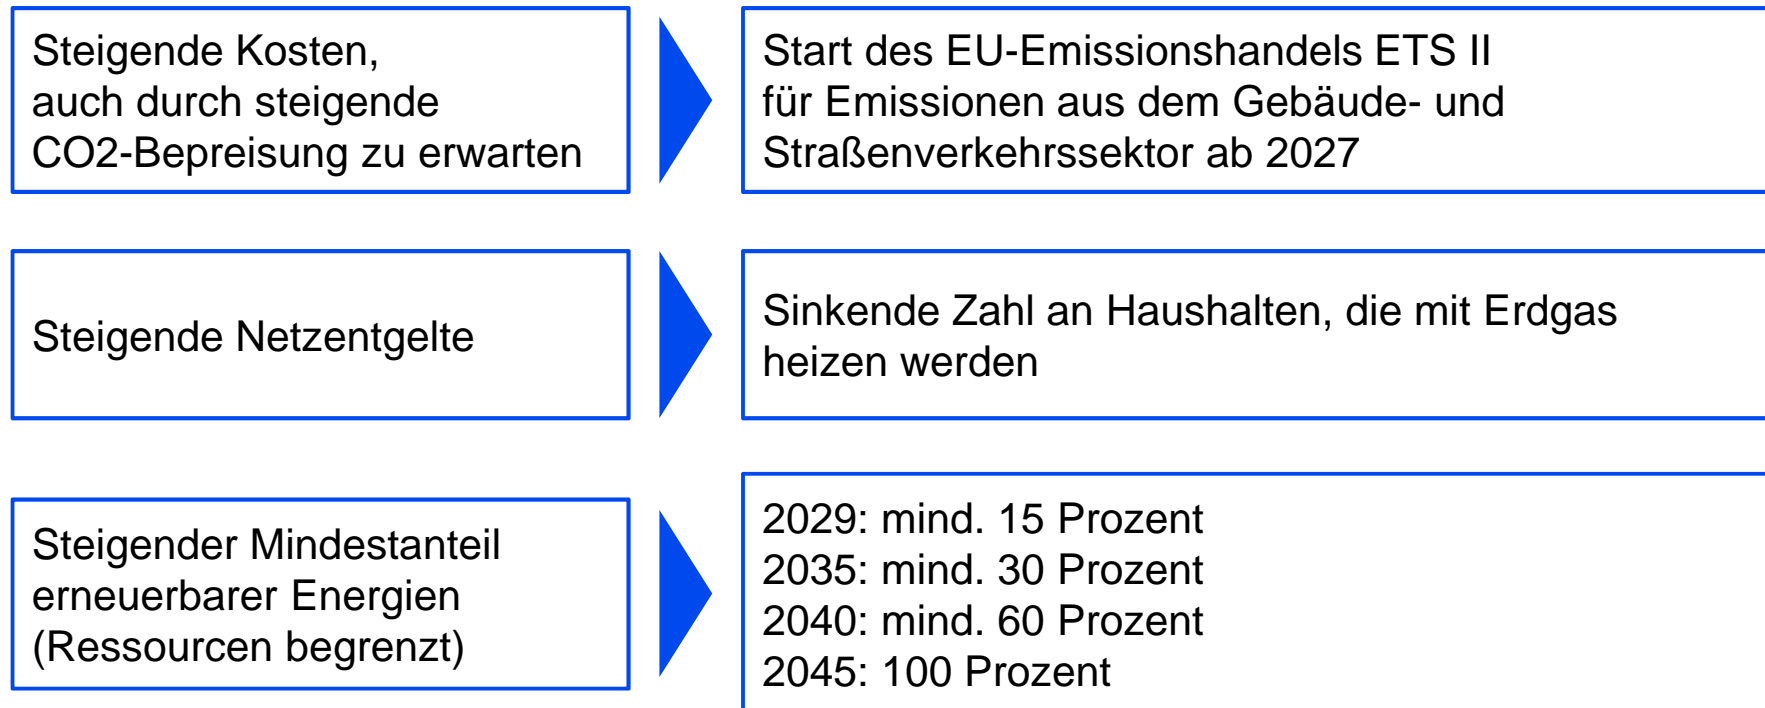 Steigende Kosten,
auch durch steigende
CO2-Bepreisung zu erwarten
Start des EU-Emissionshandels ETS II
für Emissionen aus dem Gebäude- und
Straßenverkehrssektor ab 2027
Steigende Netzentgelte
Sinkende Zahl an Haushalten, die mit Erdgas
heizen werden
Steigender Mindestanteil
erneuerbarer Energien
(Ressourcen begrenzt)
2029: mind. 15 Prozent
2035: mind. 30 Prozent
2040: mind. 60 Prozent
2045: 100 Prozent